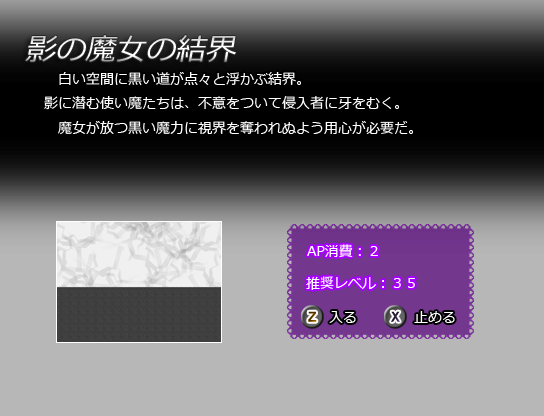 影の魔女の結界
白い空間に黒い道が点々と浮かぶ結界。
影に潜む使い魔たちは、不意をついて侵入者に牙をむく。
魔女が放つ黒い魔力に視界を奪われぬよう用心が必要だ。
AP消費：２
推奨レベル：３５
Z 入る X 止める